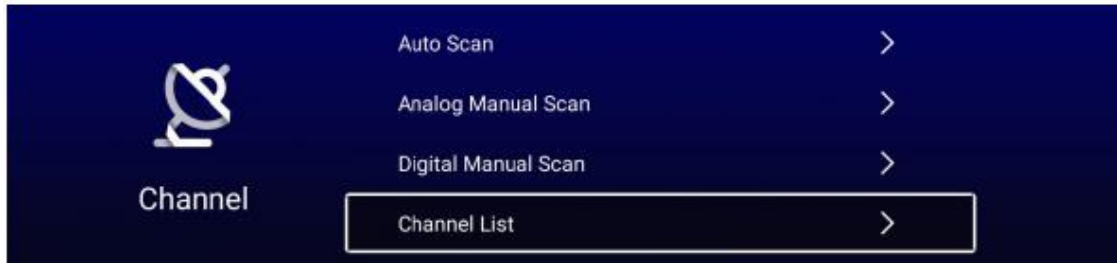 Channel
Auto Scan
Analog Manual Scan
Digital Manual Scan
Channel List